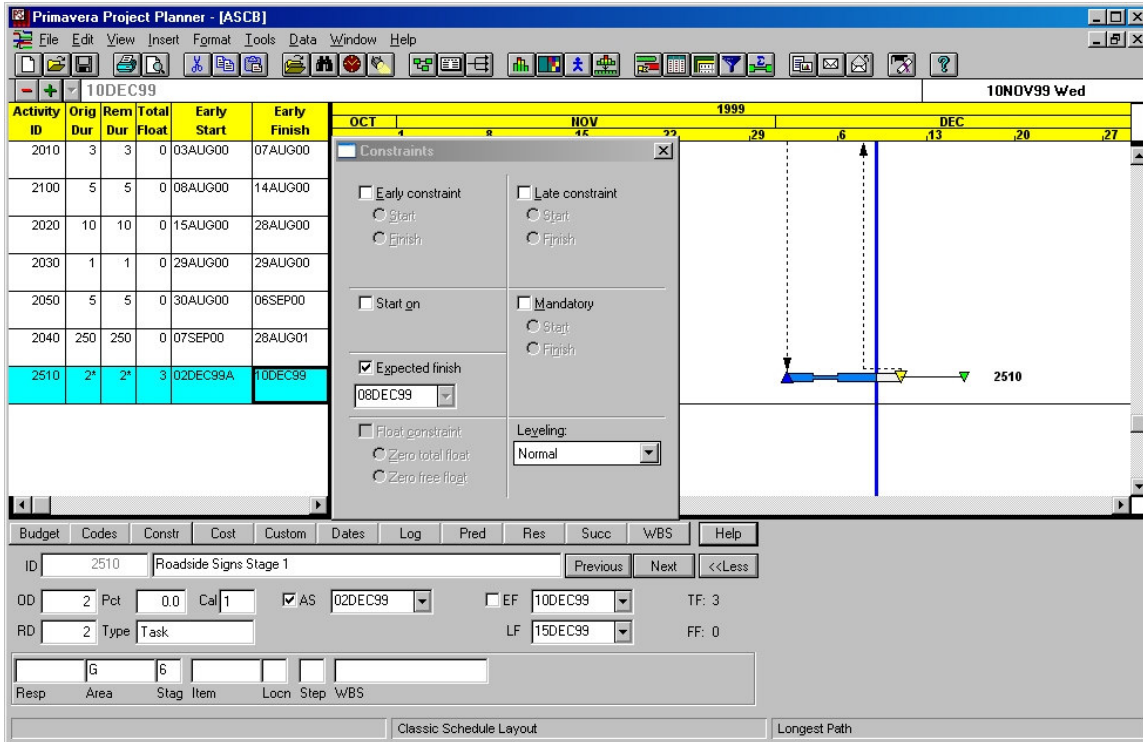 Primavera Project Planner - [ASCB]
File Edit View Insert Format Tools Data Window Help
10DEC99 10NOV99 Wed
Activity ID Orig Dur Rem Dur Total Float Early Start Early Finish
1999
OCT NOV DEC
1 8 15 22 29 6 13 20 27
2010 3 3 0 03AUG00 07AUG00
2100 5 5 0 08AUG00 14AUG00
2020 10 10 0 15AUG00 28AUG00
2030 1 1 0 29AUG00 29AUG00
2050 5 5 0 30AUG00 06SEP00
2040 250 250 0 07SEP00 28AUG01
2510 2* 2* 3 02DEC99A 10DEC99
2510
Constraints
Early constraint Late constraint
Start Start
Finish Finish
Start on Mandatory
Start
Finish
Expected finish
08DEC99
Float constraint Leveling:
Zero total float Normal
Zero free float
Budget Codes Constr Cost Custom Dates Log Pred Res Succ WBS Help
ID 2510 Roadside Signs Stage 1 Previous Next <<Less
OD 2 Pct 0.0 Cal 1 AS 02DEC99 EF 10DEC99 TF: 3
RD 2 Type Task LF 15DEC99 FF: 0
G 6
Resp Area Stag Item Locn Step WBS
Classic Schedule Layout Longest Path